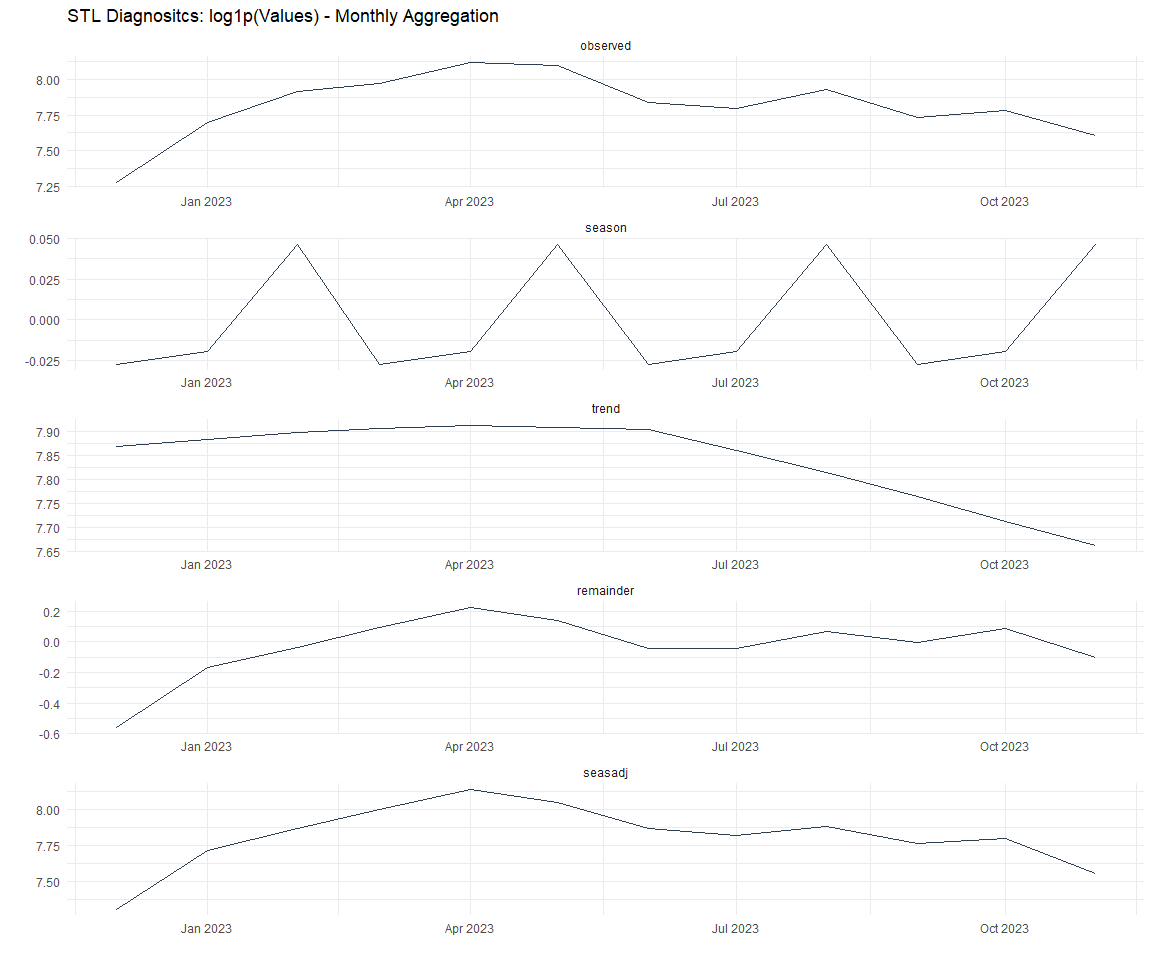 STL Diagnositcs: log1p(Values) - Monthly Aggregation
observed
8.00
7.75
7.50
7.25
Jan 2023 Apr 2023 Jul 2023 Oct 2023
season
0.050
0.025
0.000
-0.025
Jan 2023 Apr 2023 Jul 2023 Oct 2023
trend
7.90
7.85
7.80
7.75
7.70
7.65
Jan 2023 Apr 2023 Jul 2023 Oct 2023
remainder
0.2
0.0
-0.2
-0.4
-0.6
Jan 2023 Apr 2023 Jul 2023 Oct 2023
seasadj
8.00
7.75
7.50
Jan 2023 Apr 2023 Jul 2023 Oct 2023